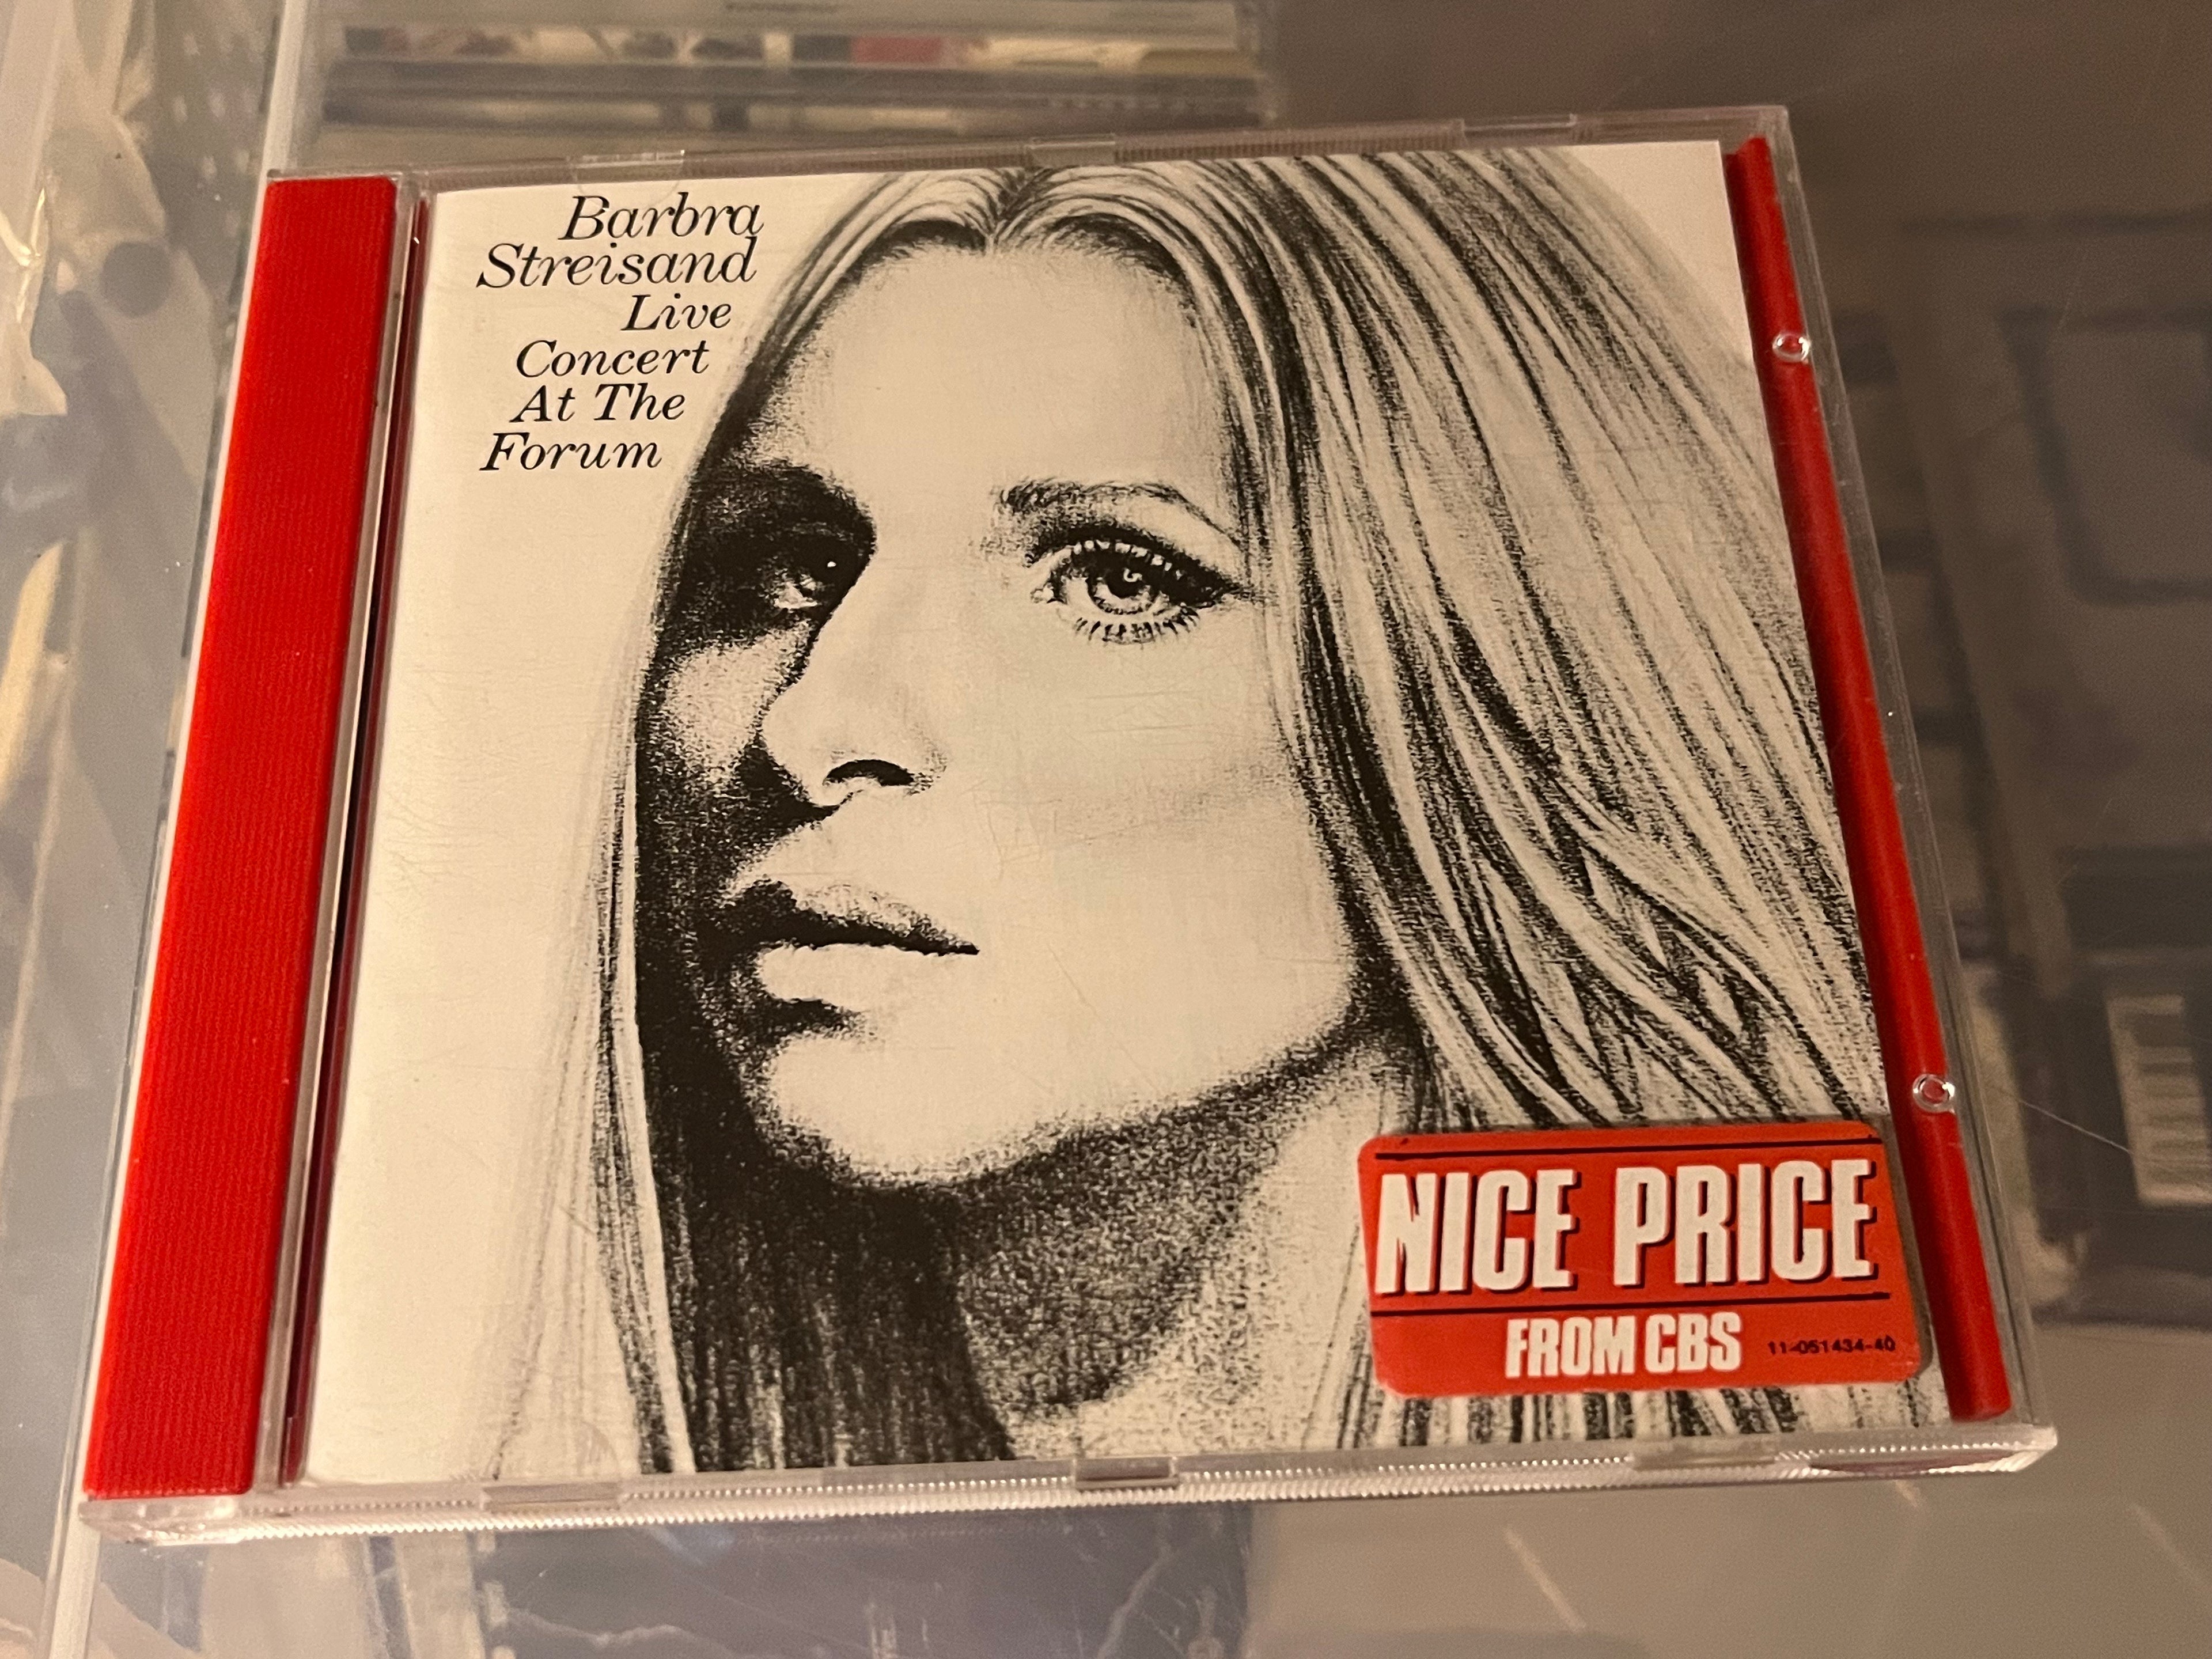 Barbra
Streisand
Live
Concert
At The
Forum
NICE PRICE
FROM CBS
11-051434-40